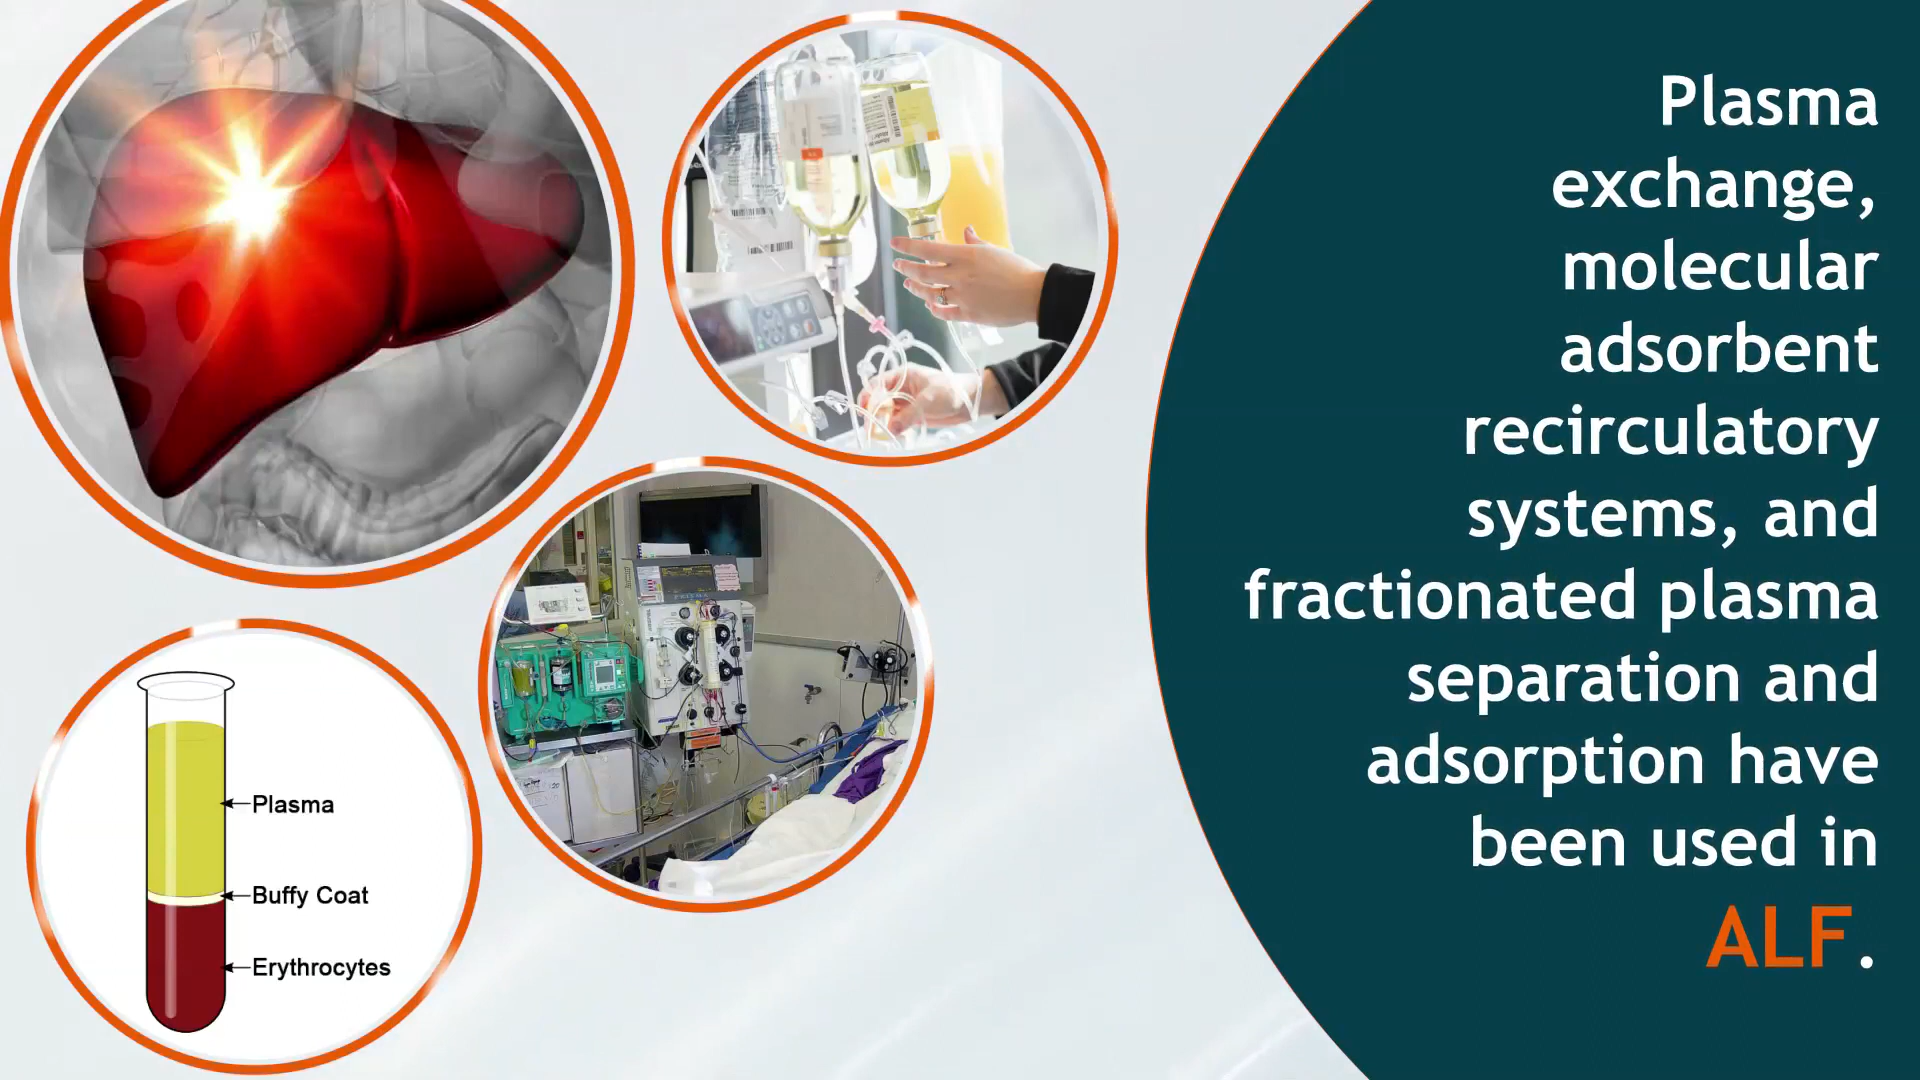 Plasma
exchange,
molecular
adsorbent
recirculatory
systems, and
fractionated plasma
separation and
adsorption have
been used in
ALF.
Plasma
Buffy Coat
Erythrocytes